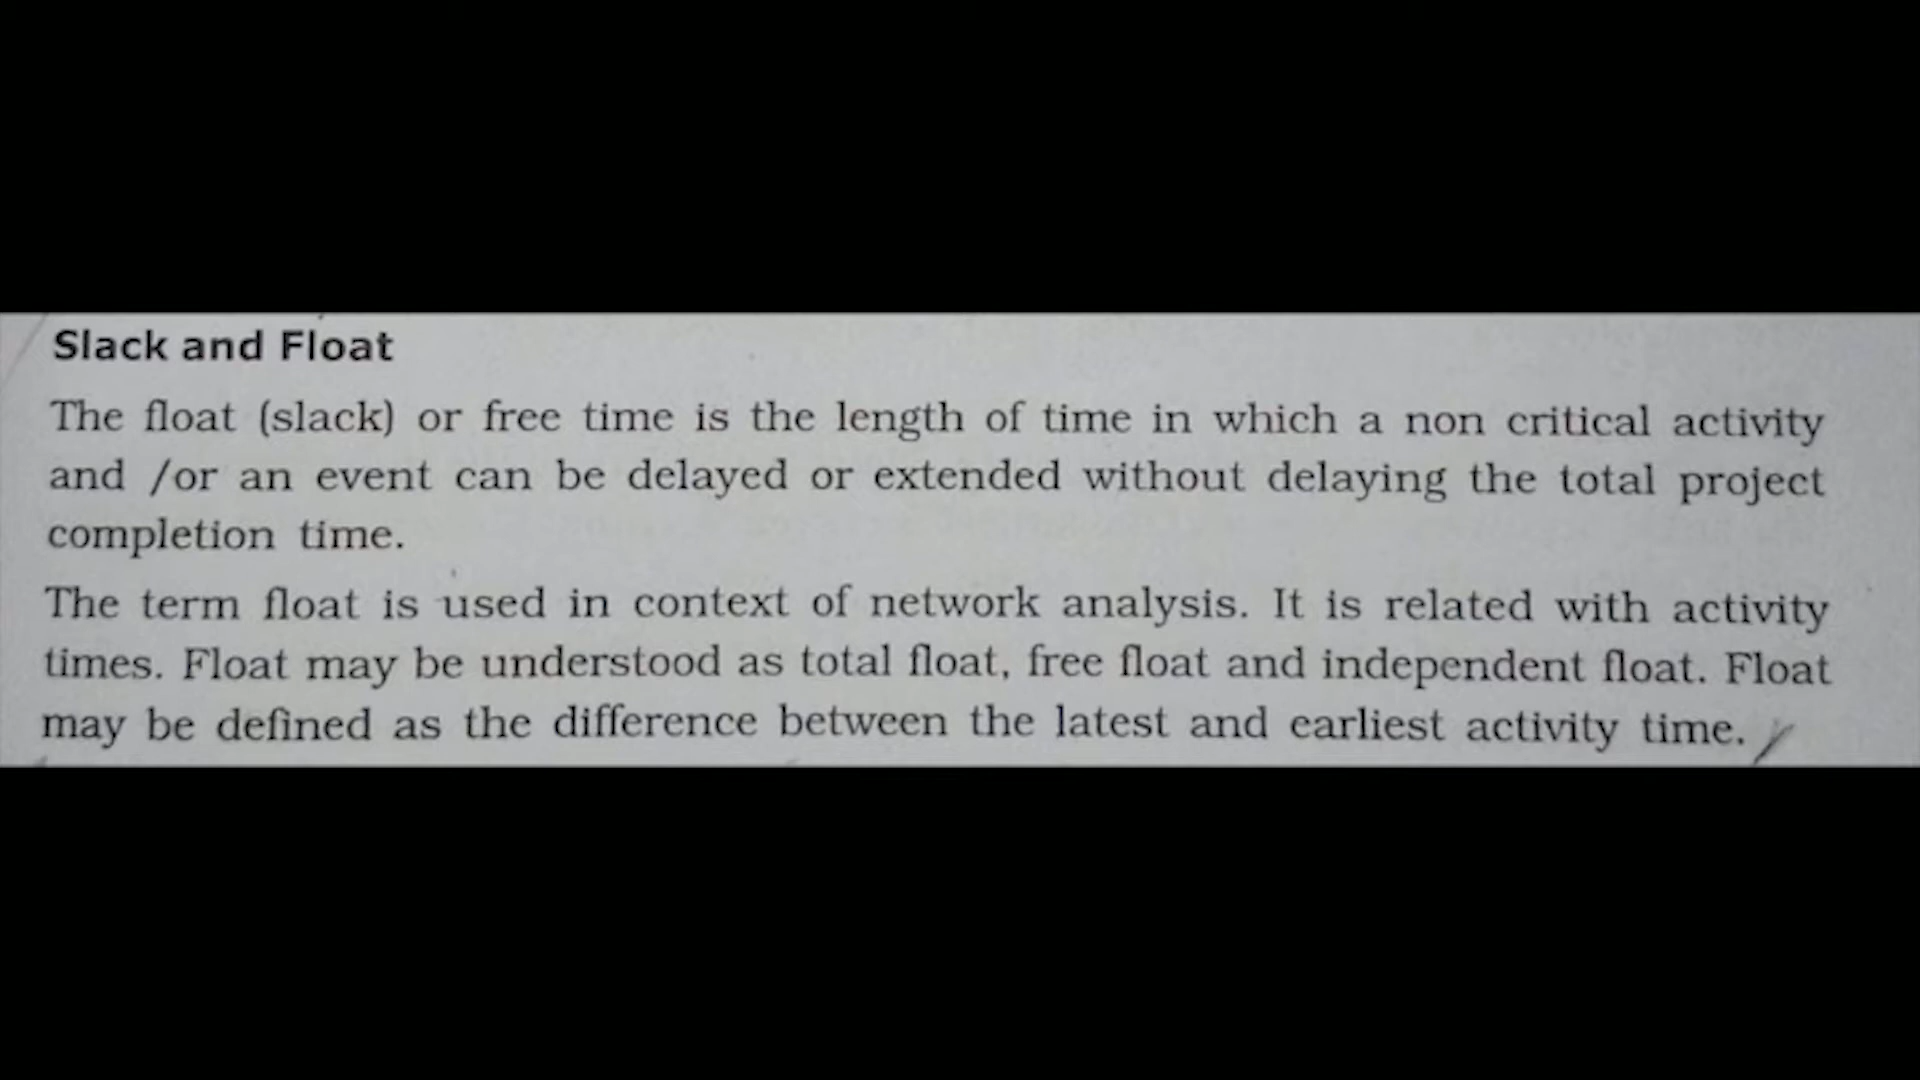 Slack and Float
The float (slack) or free time is the length of time in which a non critical activity
and /or an event can be delayed or extended without delaying the total project
completion time.
The term float is used in context of network analysis. It is related with activity
times. Float may be understood as total float, free float and independent float. Float
may be defined as the difference between the latest and earliest activity time.